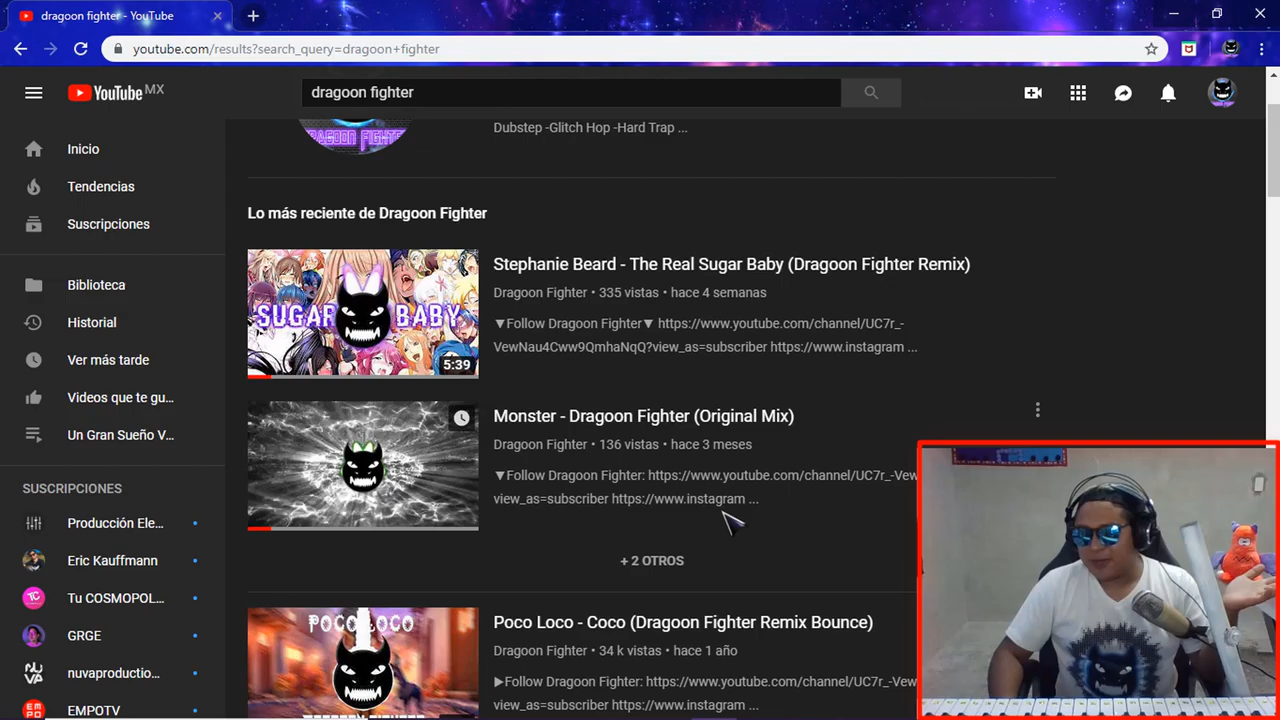 dragoon fighter - YouTube
youtube.com/results?search_query=dragoon+fighter
YouTube MX
dragoon fighter
Inicio
Tendencias
Suscripciones
Biblioteca
Historial
Ver más tarde
Videos que te gu...
Un Gran Sueño V...
SUSCRIPCIONES
Producción Ele...
Eric Kauffmann
TC
Tu COSMOPOL...
GRGE
nuvaproductio...
EMPO
EMPOTV
DRAGOON FIGHTER
Dubstep -Glitch Hop -Hard Trap ...
Lo más reciente de Dragoon Fighter
SUGAR BABY
5:39
Stephanie Beard - The Real Sugar Baby (Dragoon Fighter Remix)
Dragoon Fighter • 335 vistas • hace 4 semanas
▼Follow Dragoon Fighter▼ https://www.youtube.com/channel/UC7r_-
VewNau4Cww9QmhaNqQ?view_as=subscriber https://www.instagram ...
Monster - Dragoon Fighter (Original Mix)
Dragoon Fighter • 136 vistas • hace 3 meses
▼Follow Dragoon Fighter: https://www.youtube.com/channel/UC7r_-Vew
view_as=subscriber https://www.instagram ...
+ 2 OTROS
POCO LOCO
Poco Loco - Coco (Dragoon Fighter Remix Bounce)
Dragoon Fighter • 34 k vistas • hace 1 año
▶Follow Dragoon Fighter: https://www.youtube.com/channel/UC7r_-Vew
view_as=subscriber https://www.instagram ...